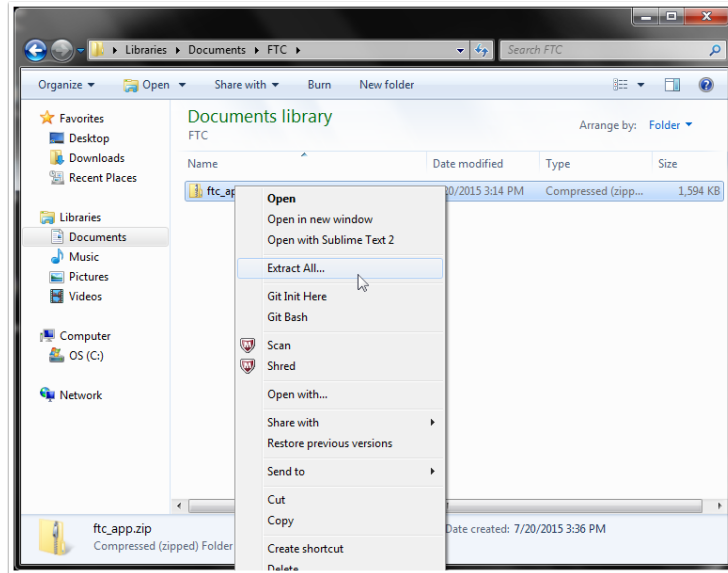 Libraries
Documents
FTC
Search FTC
Organize
Open
Share with
Burn
New folder
Favorites
Desktop
Downloads
Recent Places
Libraries
Documents
Music
Pictures
Videos
Computer
OS (C:)
Network
Documents library
FTC
Arrange by: Folder
Name Date modified Type Size
3:14 PM Compressed (zipp... 1,594 KB
Open
Open in new window
Open with Sublime Text 2
Extract All...
Git Init Here
Git Bash
Scan
Shred
Open with...
Share with
Restore previous versions
Send to
Cut
Copy
Create shortcut
Delete
ftc_app.zip
Compressed (zipped) Folder
Date created: 7/20/2015 3:36 PM